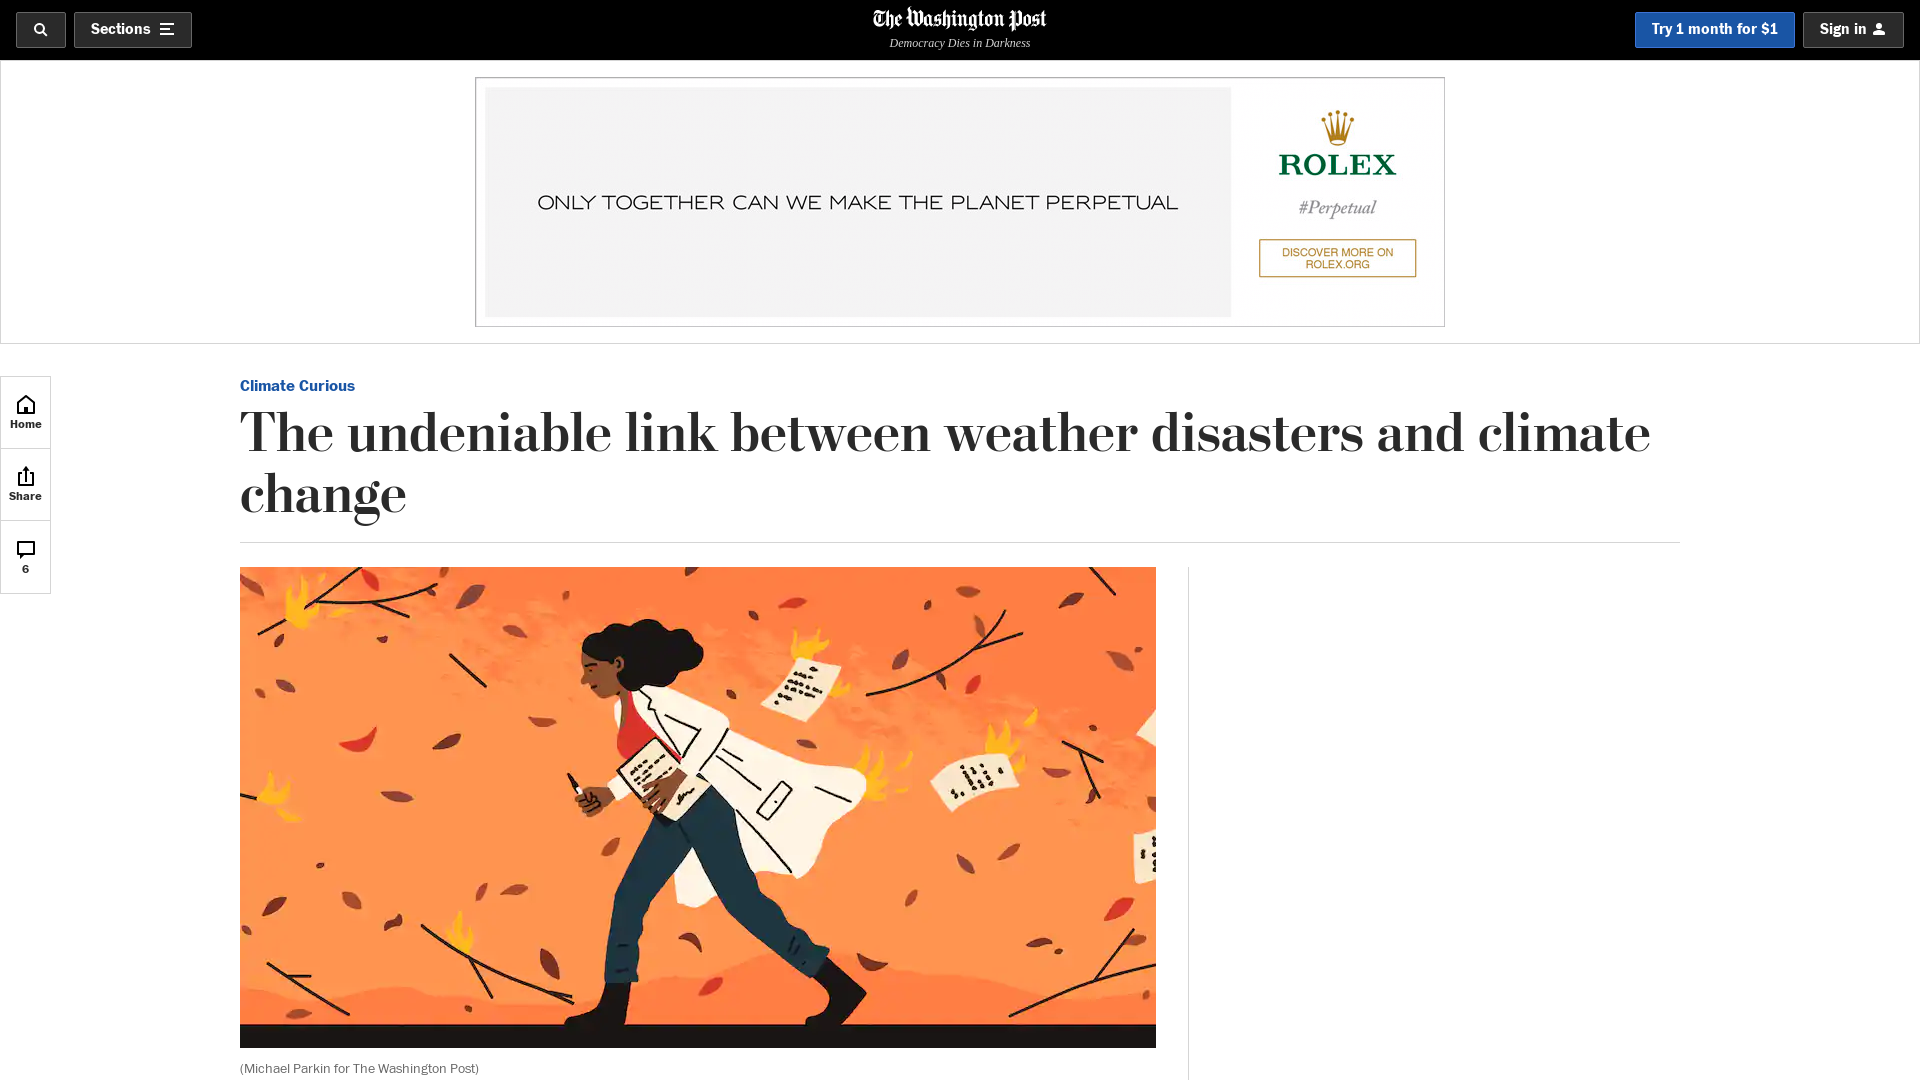 Sections
The Washington Post
Democracy Dies in Darkness
Try 1 month for $1
Sign in
ONLY TOGETHER CAN WE MAKE THE PLANET PERPETUAL
ROLEX
#Perpetual
DISCOVER MORE ON
ROLEX.ORG
Home
Share
6
Climate Curious
The undeniable link between weather disasters and climate
change
(Michael Parkin for The Washington Post)